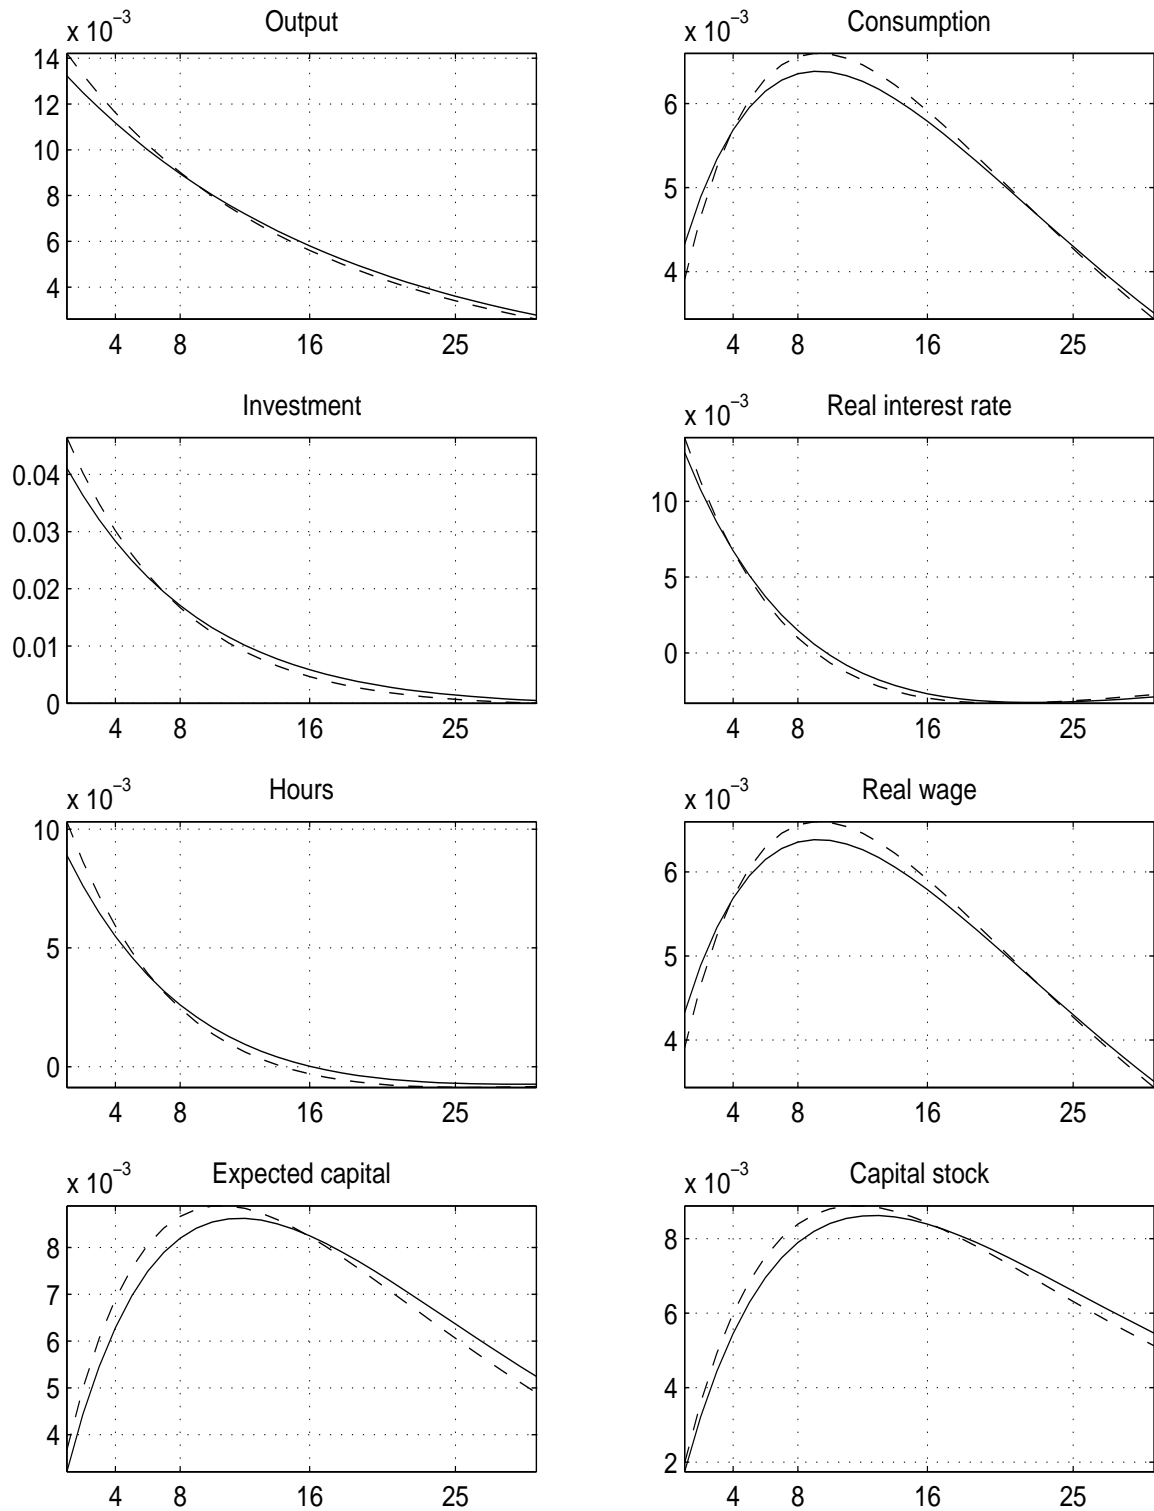 Output
x 10⁻³
14
12
10
8
6
4
4 8 16 25
Consumption
x 10⁻³
6
5
4
4 8 16 25
Investment
0.04
0.03
0.02
0.01
0
4 8 16 25
Real interest rate
x 10⁻³
10
5
0
4 8 16 25
Hours
x 10⁻³
10
5
0
4 8 16 25
Real wage
x 10⁻³
6
5
4
4 8 16 25
Expected capital
x 10⁻³
8
7
6
5
4
4 8 16 25
Capital stock
x 10⁻³
8
6
4
2
4 8 16 25